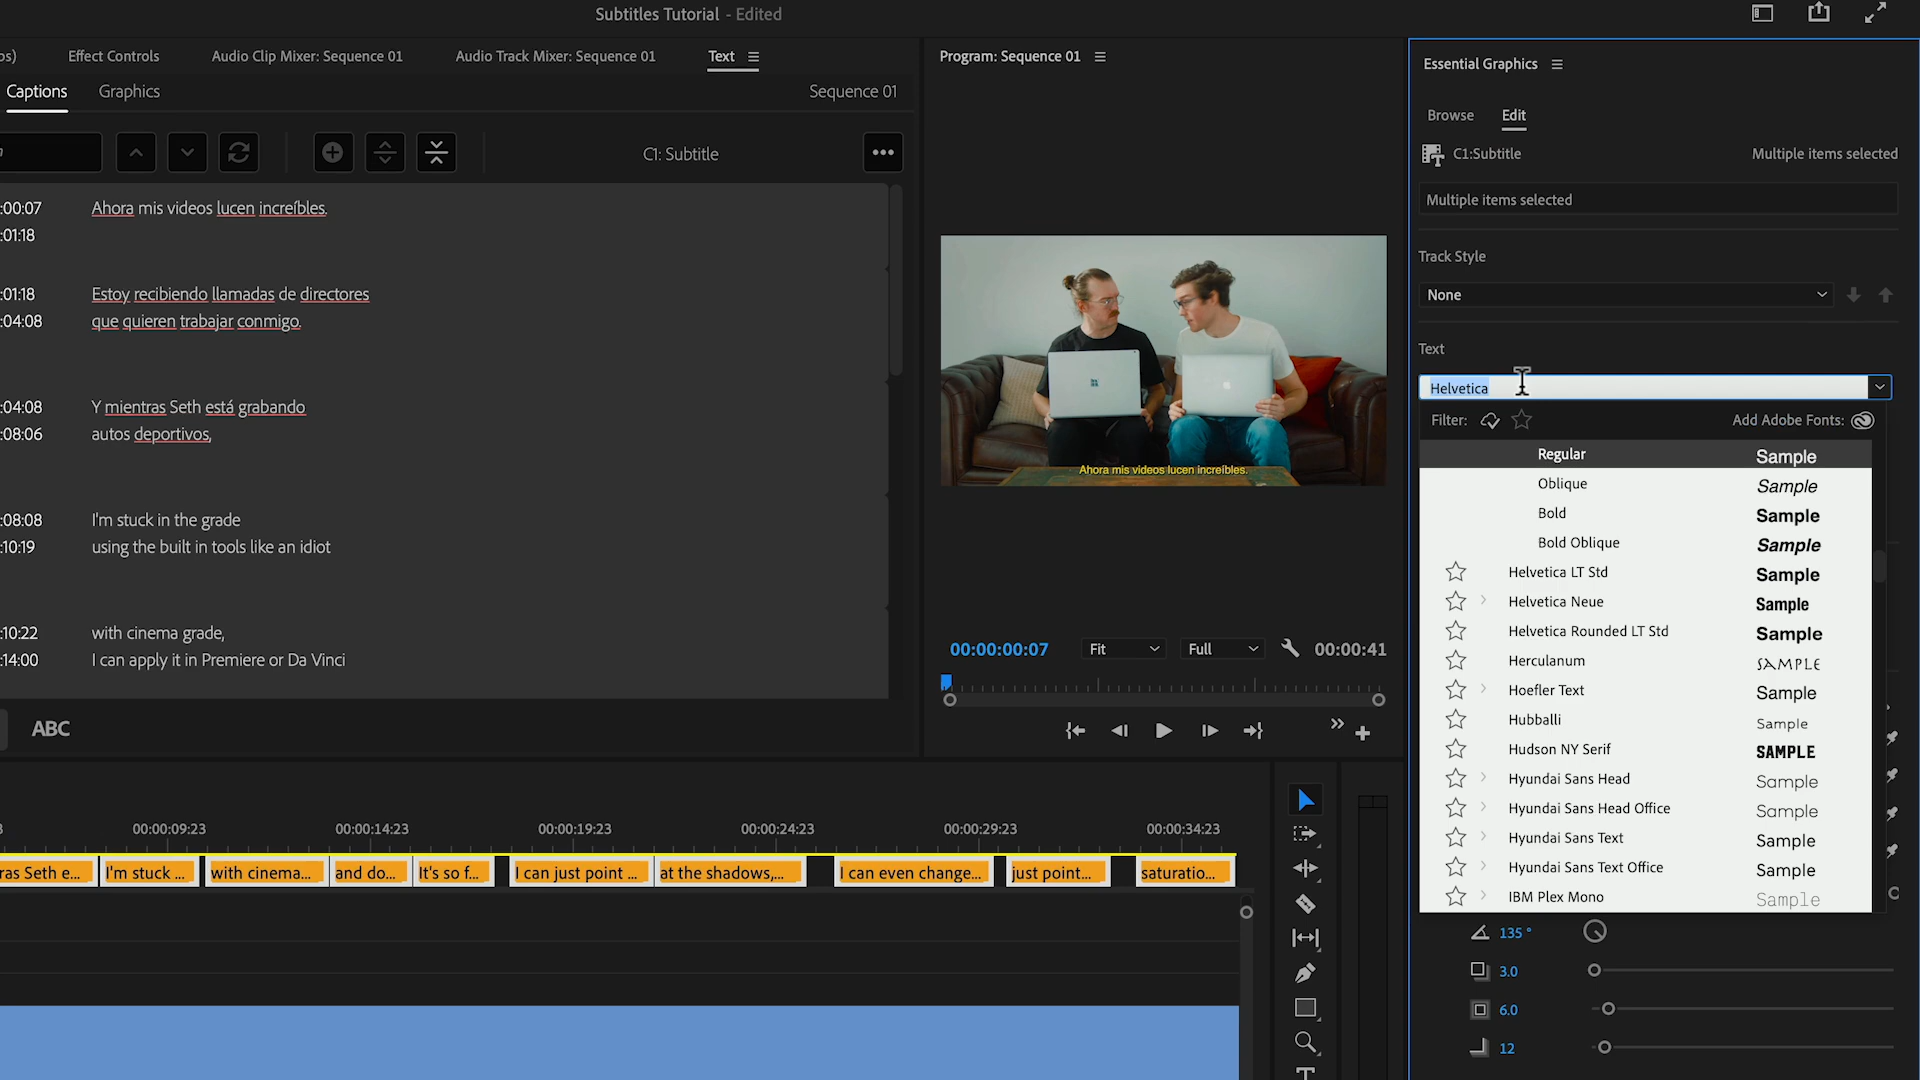 Subtitles Tutorial - Edited
Effect Controls
Audio Clip Mixer: Sequence 01
Audio Track Mixer: Sequence 01
Text
Captions
Graphics
Sequence 01
C1: Subtitle
:00:07
Ahora mis videos lucen increíbles.
:01:18
:01:18
Estoy recibiendo llamadas de directores
:04:08
que quieren trabajar conmigo.
:04:08
Y mientras Seth está grabando
:08:06
autos deportivos,
:08:08
I'm stuck in the grade
:10:19
using the built in tools like an idiot
:10:22
with cinema grade,
:14:00
I can apply it in Premiere or Da Vinci
ABC
Program: Sequence 01
Ahora mis videos lucen increíbles.
00:00:00:07
Fit
Full
00:00:41
Essential Graphics
Browse
Edit
C1:Subtitle
Multiple items selected
Multiple items selected
Track Style
None
Text
Helvetica
Filter:
Add Adobe Fonts:
Regular Sample
Oblique Sample
Bold Sample
Bold Oblique Sample
Helvetica LT Std Sample
Helvetica Neue Sample
Helvetica Rounded LT Std Sample
Herculanum SAMPLE
Hoefler Text Sample
Hubballi Sample
Hudson NY Serif SAMPLE
Hyundai Sans Head Sample
Hyundai Sans Head Office Sample
Hyundai Sans Text Sample
Hyundai Sans Text Office Sample
IBM Plex Mono Sample
135 °
3.0
6.0
12
00:00:09:23
00:00:14:23
00:00:19:23
00:00:24:23
00:00:29:23
00:00:34:23
ras Seth e...
I'm stuck ...
with cinema...
and do...
It's so f...
I can just point ...
at the shadows,...
I can even change...
just point...
saturatio...